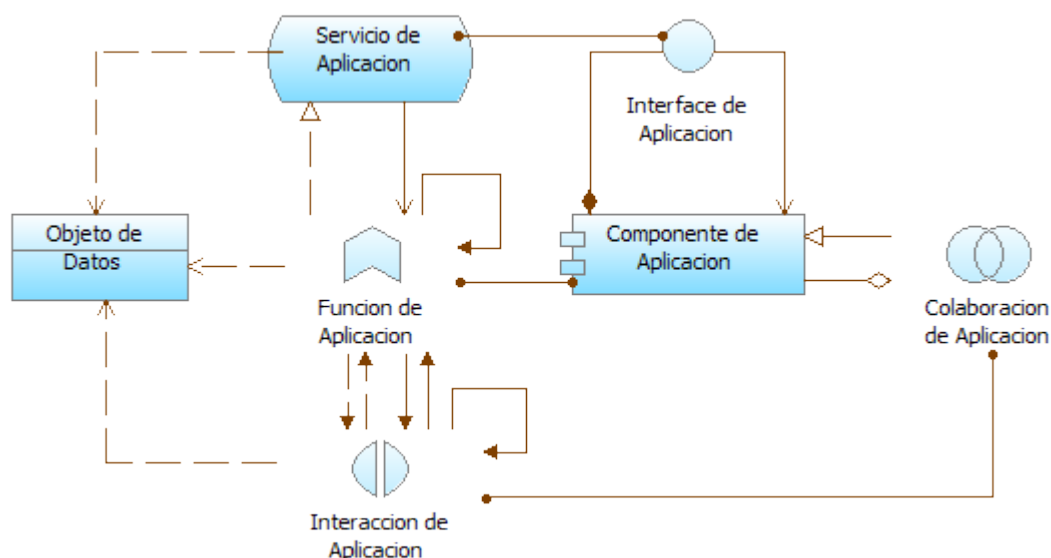 Servicio de
Aplicacion
Interface de
Aplicacion
Objeto de
Datos
Componente de
Aplicacion
Funcion de
Aplicacion
Colaboracion
de Aplicacion
Interaccion de
Aplicacion